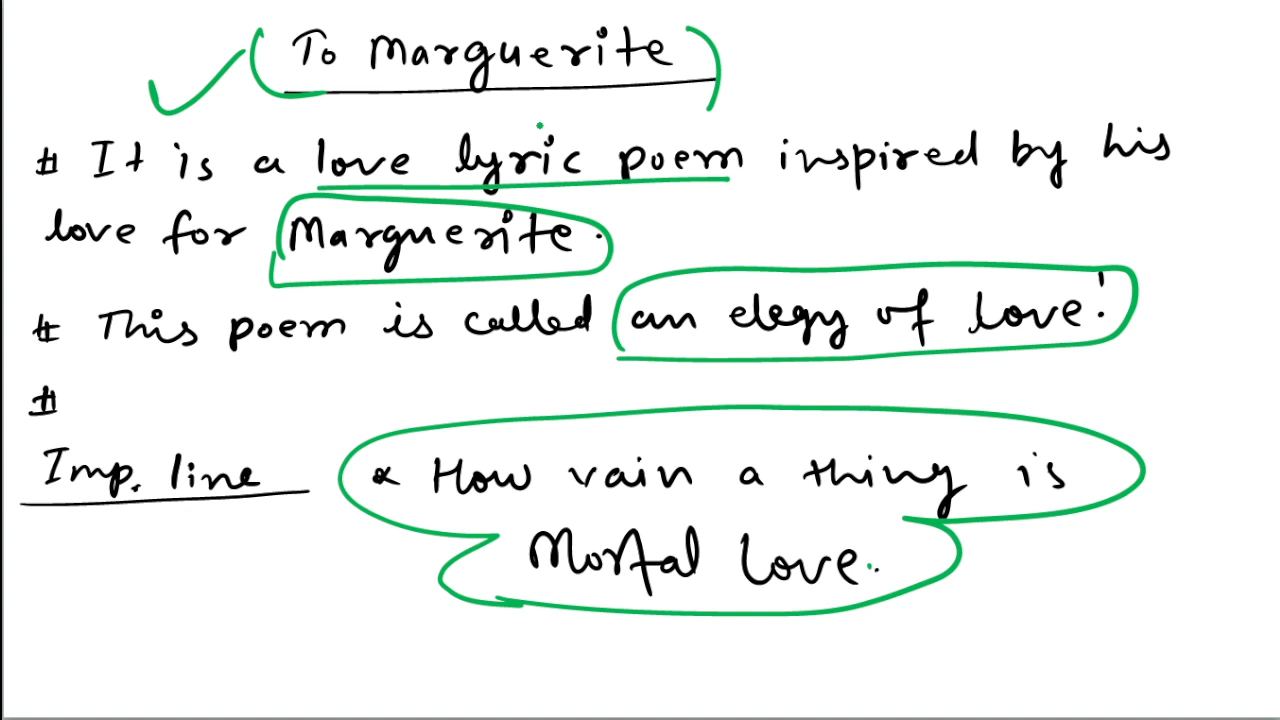 To Marguerite
# It is a love lyric poem inspired by his
love for Marguerite.
# This poem is called an elegy of love!
#
Imp. line * How vain a thing is
Mortal Love.